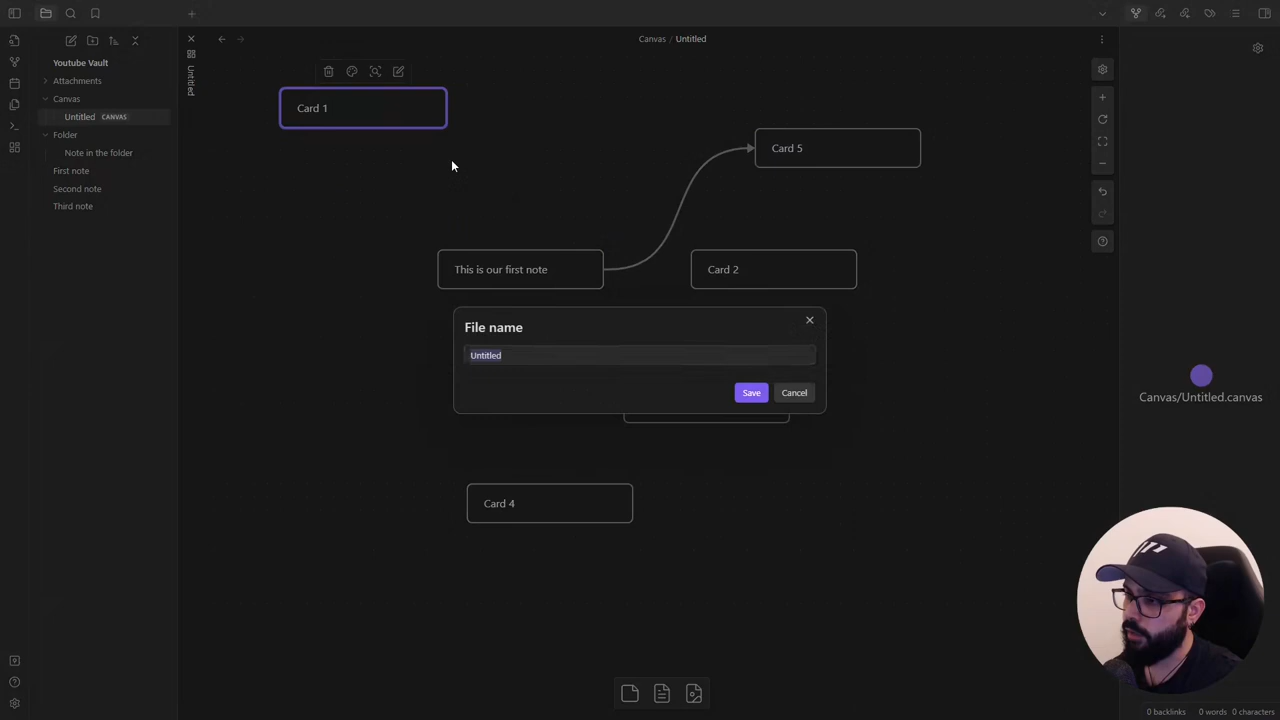 Canvas / Untitled
Youtube Vault
Attachments
Canvas
Untitled CANVAS
Folder
Note in the folder
First note
Second note
Third note
Untitled
Card 1
Card 5
This is our first note
Card 2
File name
Untitled
Save Cancel
Card 4
Canvas/Untitled.canvas
0 backlinks 0 words 0 characters